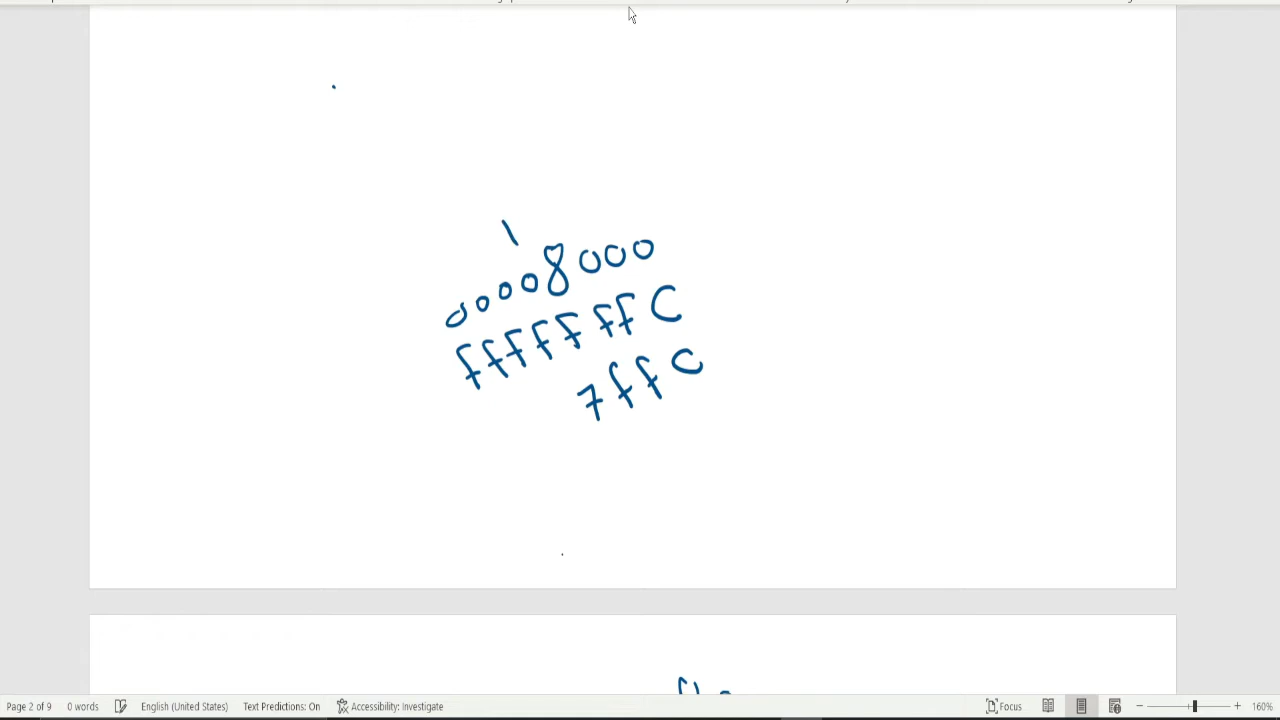 1
00008000
fffffffC
7ffC
Page 2 of 9 0 words English (United States) Text Predictions: On Accessibility: Investigate Focus 160%